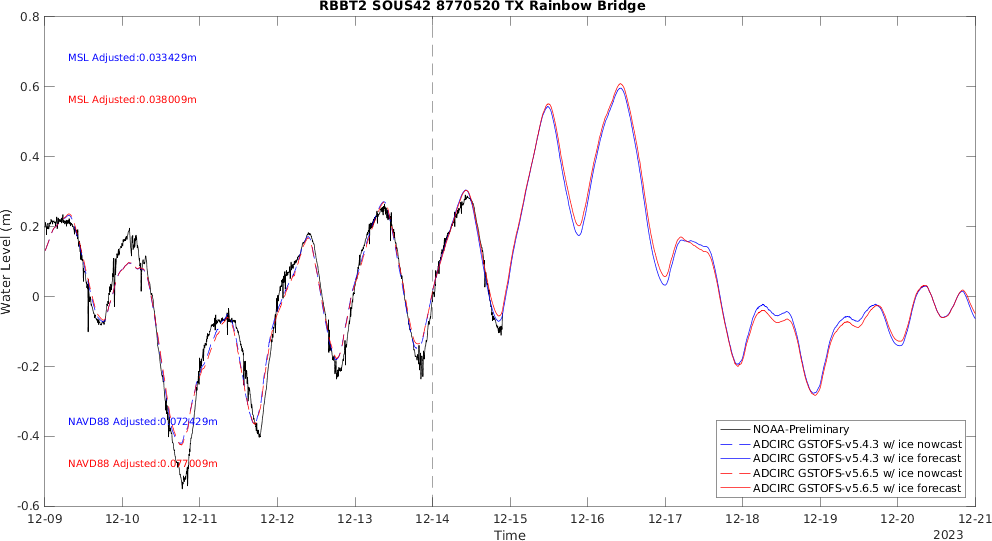 RBBT2 SOUS42 8770520 TX Rainbow Bridge
0.8
0.6
0.4
0.2
0
-0.2
-0.4
-0.6
Water Level (m)
MSL Adjusted:0.033429m
MSL Adjusted:0.038009m
NAVD88 Adjusted:0.072429m
NAVD88 Adjusted:0.077009m
NOAA-Preliminary
ADCIRC GSTOFS-v5.4.3 w/ ice nowcast
ADCIRC GSTOFS-v5.4.3 w/ ice forecast
ADCIRC GSTOFS-v5.6.5 w/ ice nowcast
ADCIRC GSTOFS-v5.6.5 w/ ice forecast
12-09 12-10 12-11 12-12 12-13 12-14 12-15 12-16 12-17 12-18 12-19 12-20 12-21
Time
2023